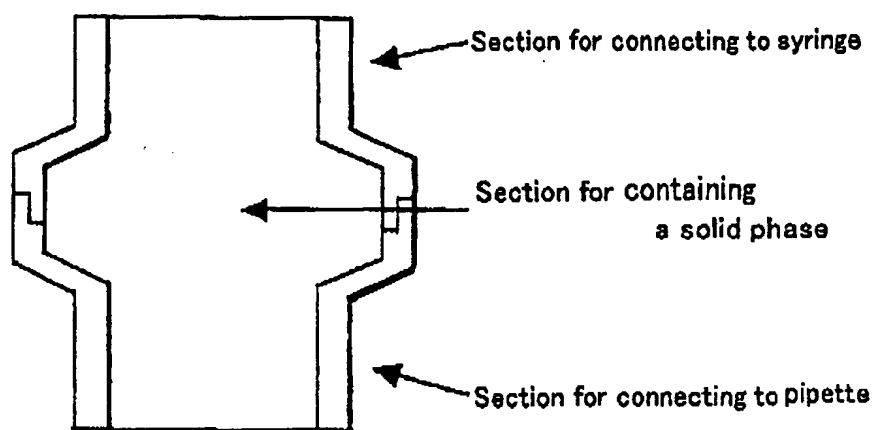 Section for connecting to syringe
Section for containing
a solid phase
Section for connecting to pipette